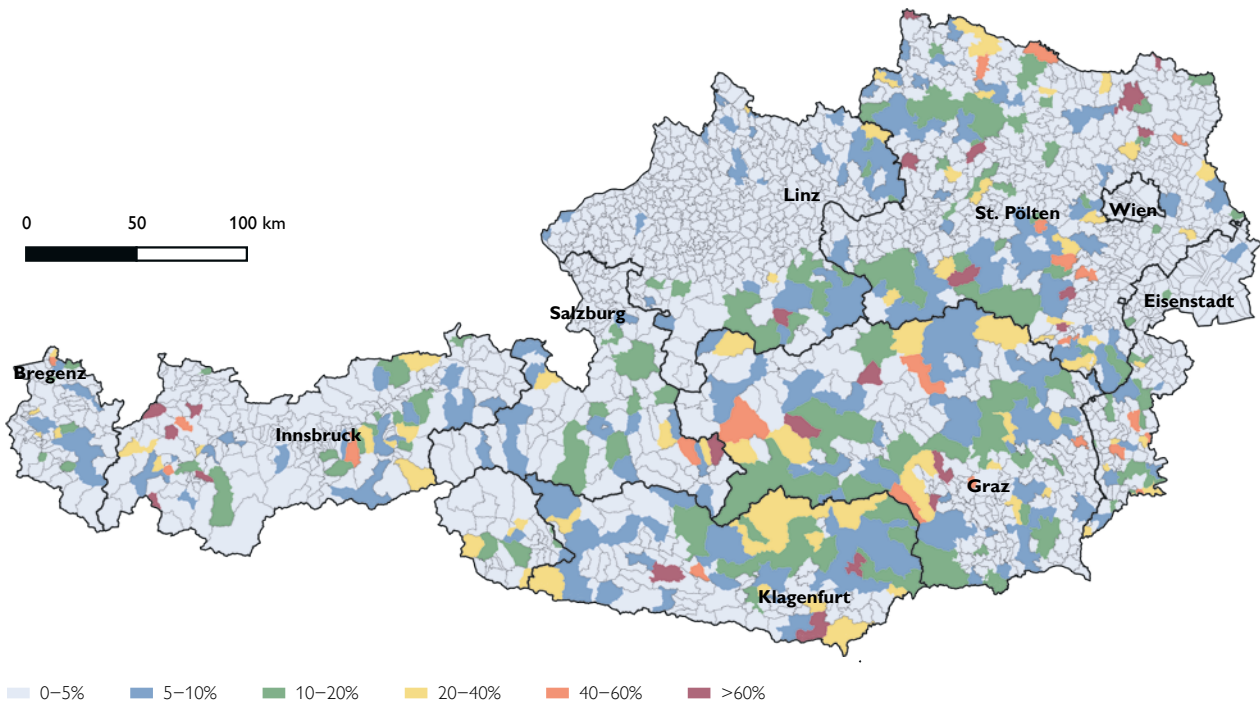 Linz
St. Pölten
Wien
0 50 100 km
Eisenstadt
Salzburg
Bregenz
Innsbruck
Graz
Klagenfurt
0–5% 5–10% 10–20% 20–40% 40–60% >60%